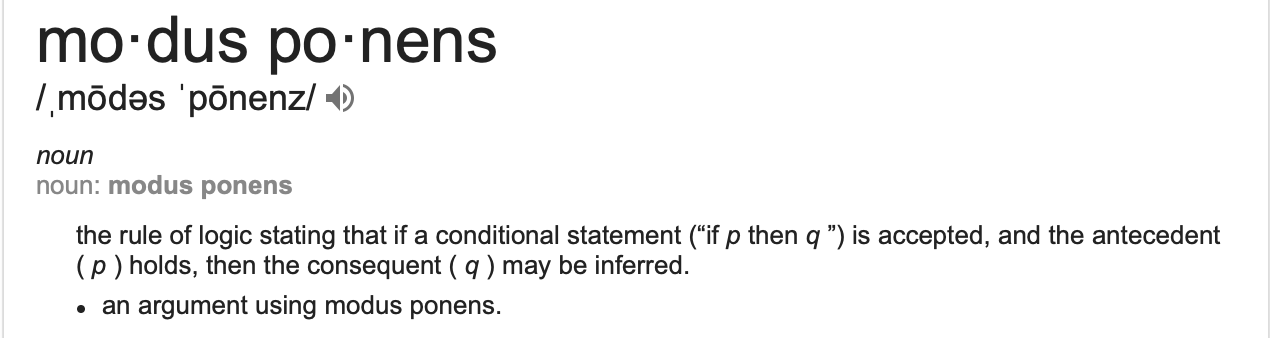 mo·dus po·nens
/ˌmōdəs ˈpōnenz/
noun
noun: modus ponens
the rule of logic stating that if a conditional statement (“if p then q ”) is accepted, and the antecedent
( p ) holds, then the consequent ( q ) may be inferred.
• an argument using modus ponens.